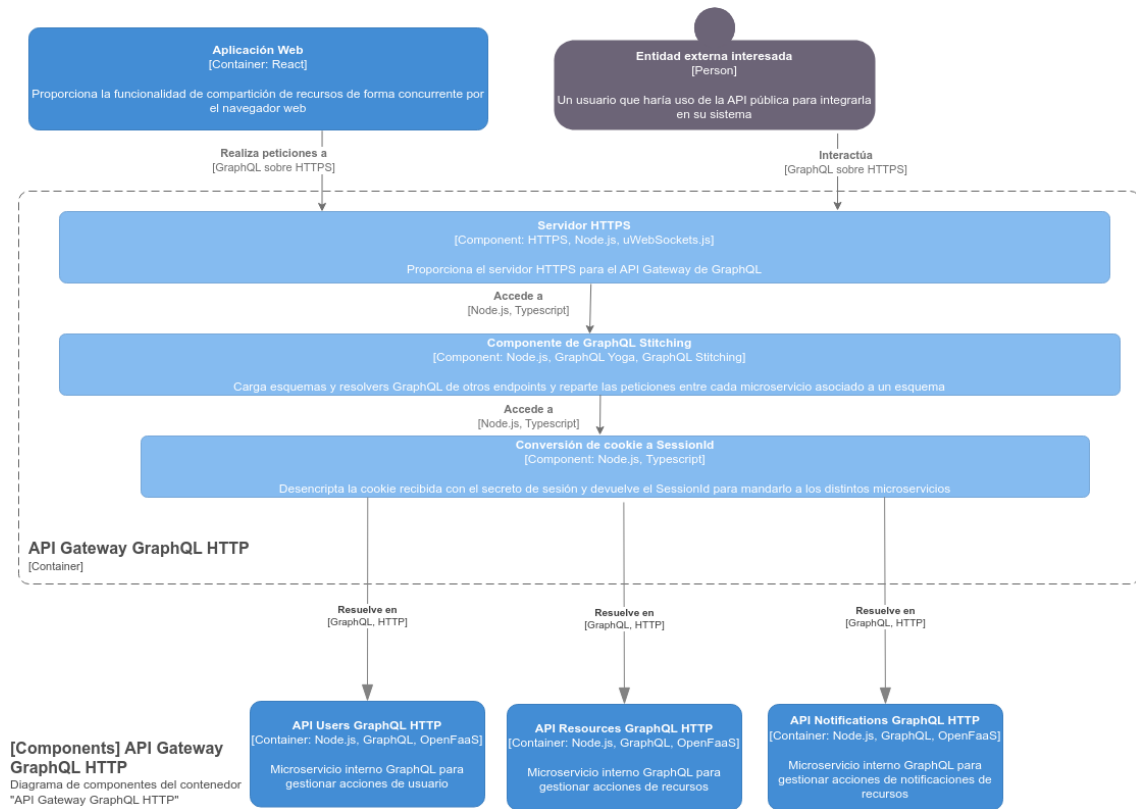 Aplicación Web
[Container: React]
Proporciona la funcionalidad de compartición de recursos de forma concurrente por
el navegador web
Entidad externa interesada
[Person]
Un usuario que haría uso de la API pública para integrarla
en su sistema
Realiza peticiones a
[GraphQL sobre HTTPS]
Interactúa
[GraphQL sobre HTTPS]
Servidor HTTPS
[Component: HTTPS, Node.js, uWebSockets.js]
Proporciona el servidor HTTPS para el API Gateway de GraphQL
Accede a
[Node.js, Typescript]
Componente de GraphQL Stitching
[Component: Node.js, GraphQL Yoga, GraphQL Stitching]
Carga esquemas y resolvers GraphQL de otros endpoints y reparte las peticiones entre cada microservicio asociado a un esquema
Accede a
[Node.js, Typescript]
Conversión de cookie a SessionId
[Component: Node.js, Typescript]
Desencripta la cookie recibida con el secreto de sesión y devuelve el SessionId para mandarlo a los distintos microservicios
API Gateway GraphQL HTTP
[Container]
Resuelve en
[GraphQL, HTTP]
Resuelve en
[GraphQL, HTTP]
Resuelve en
[GraphQL, HTTP]
API Users GraphQL HTTP
[Container: Node.js, GraphQL, OpenFaaS]
Microservicio interno GraphQL para
gestionar acciones de usuario
API Resources GraphQL HTTP
[Container: Node.js, GraphQL, OpenFaaS]
Microservicio interno GraphQL para
gestionar acciones de recursos
API Notifications GraphQL HTTP
[Container: Node.js, GraphQL, OpenFaaS]
Microservicio interno GraphQL para
gestionar acciones de notificaciones de
recursos
[Components] API Gateway
GraphQL HTTP
Diagrama de componentes del contenedor
"API Gateway GraphQL HTTP"